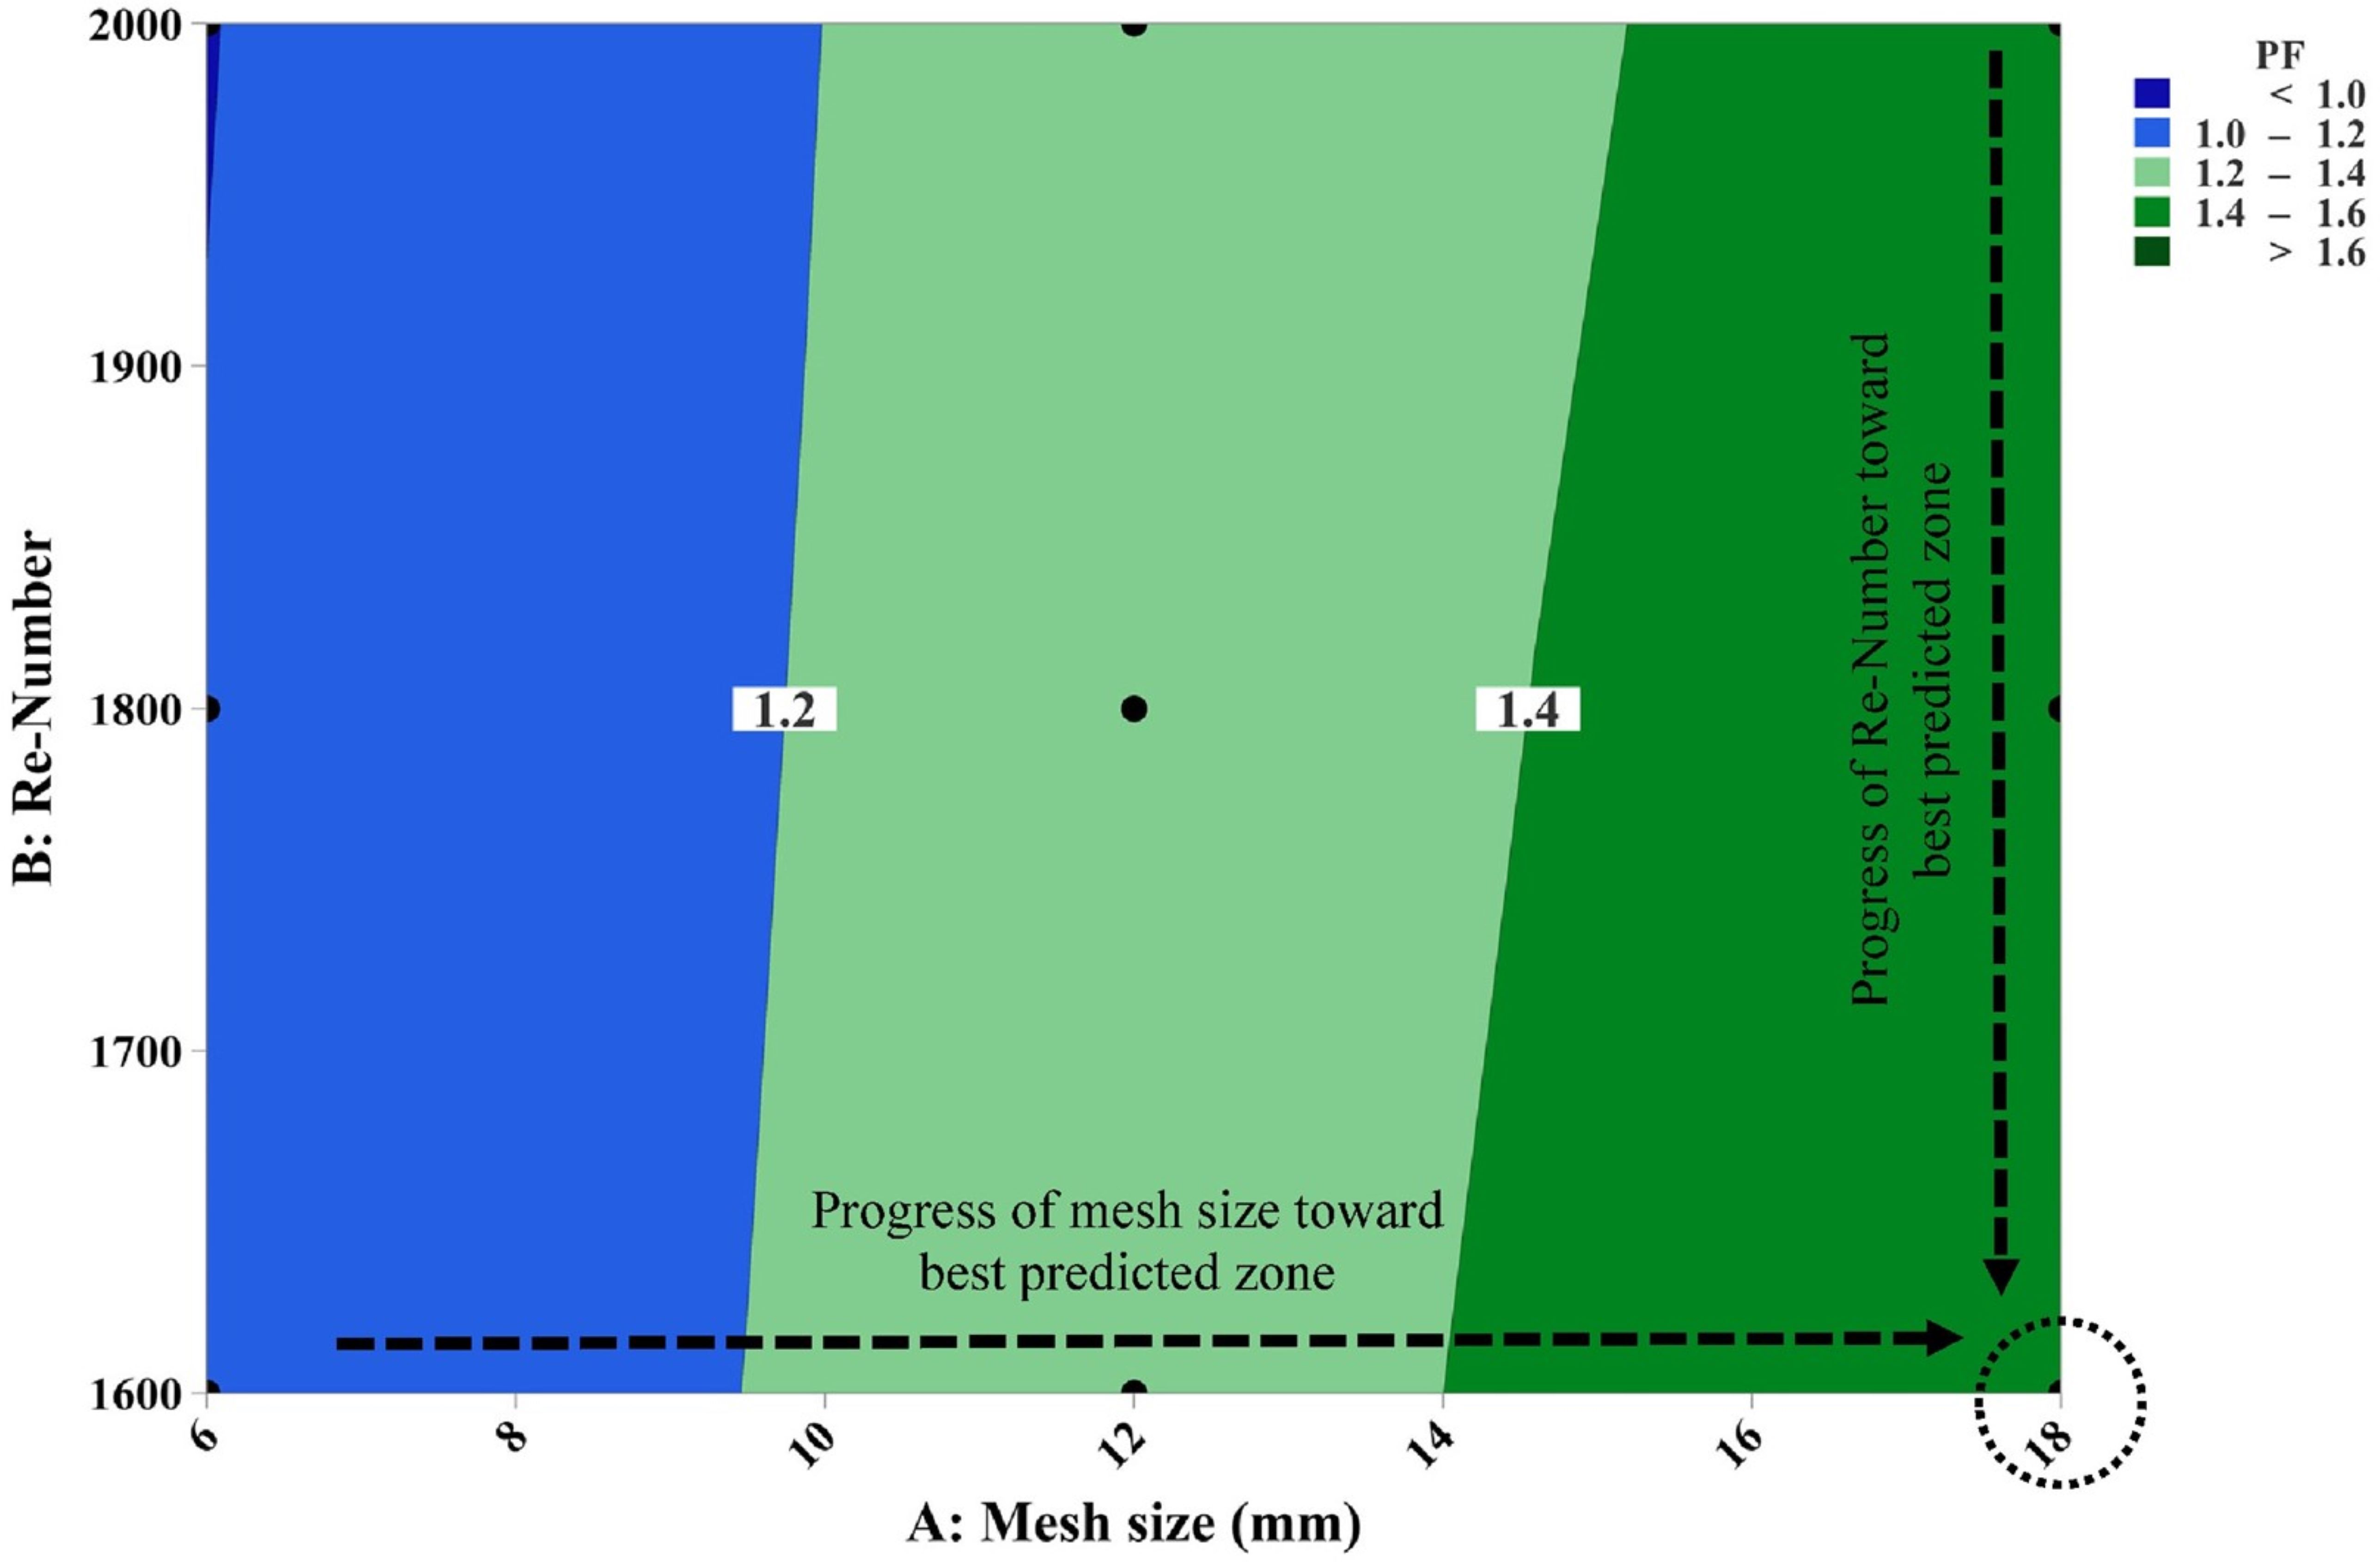 2000
1900
1800
1700
1600
B: Re-Number
6
8
10
12
14
16
18
A: Mesh size (mm)
1.2
1.4
Progress of mesh size toward
best predicted zone
Progress of Re-Number toward
best predicted zone
PF
< 1.0
1.0 – 1.2
1.2 – 1.4
1.4 – 1.6
> 1.6